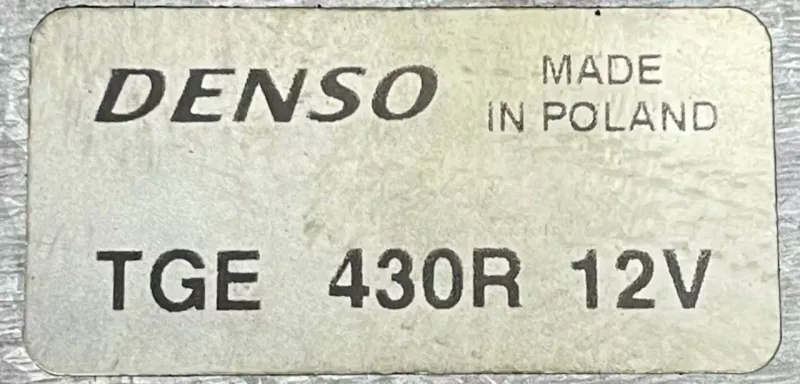 DENSO
MADE
IN POLAND
TGE 430R 12V